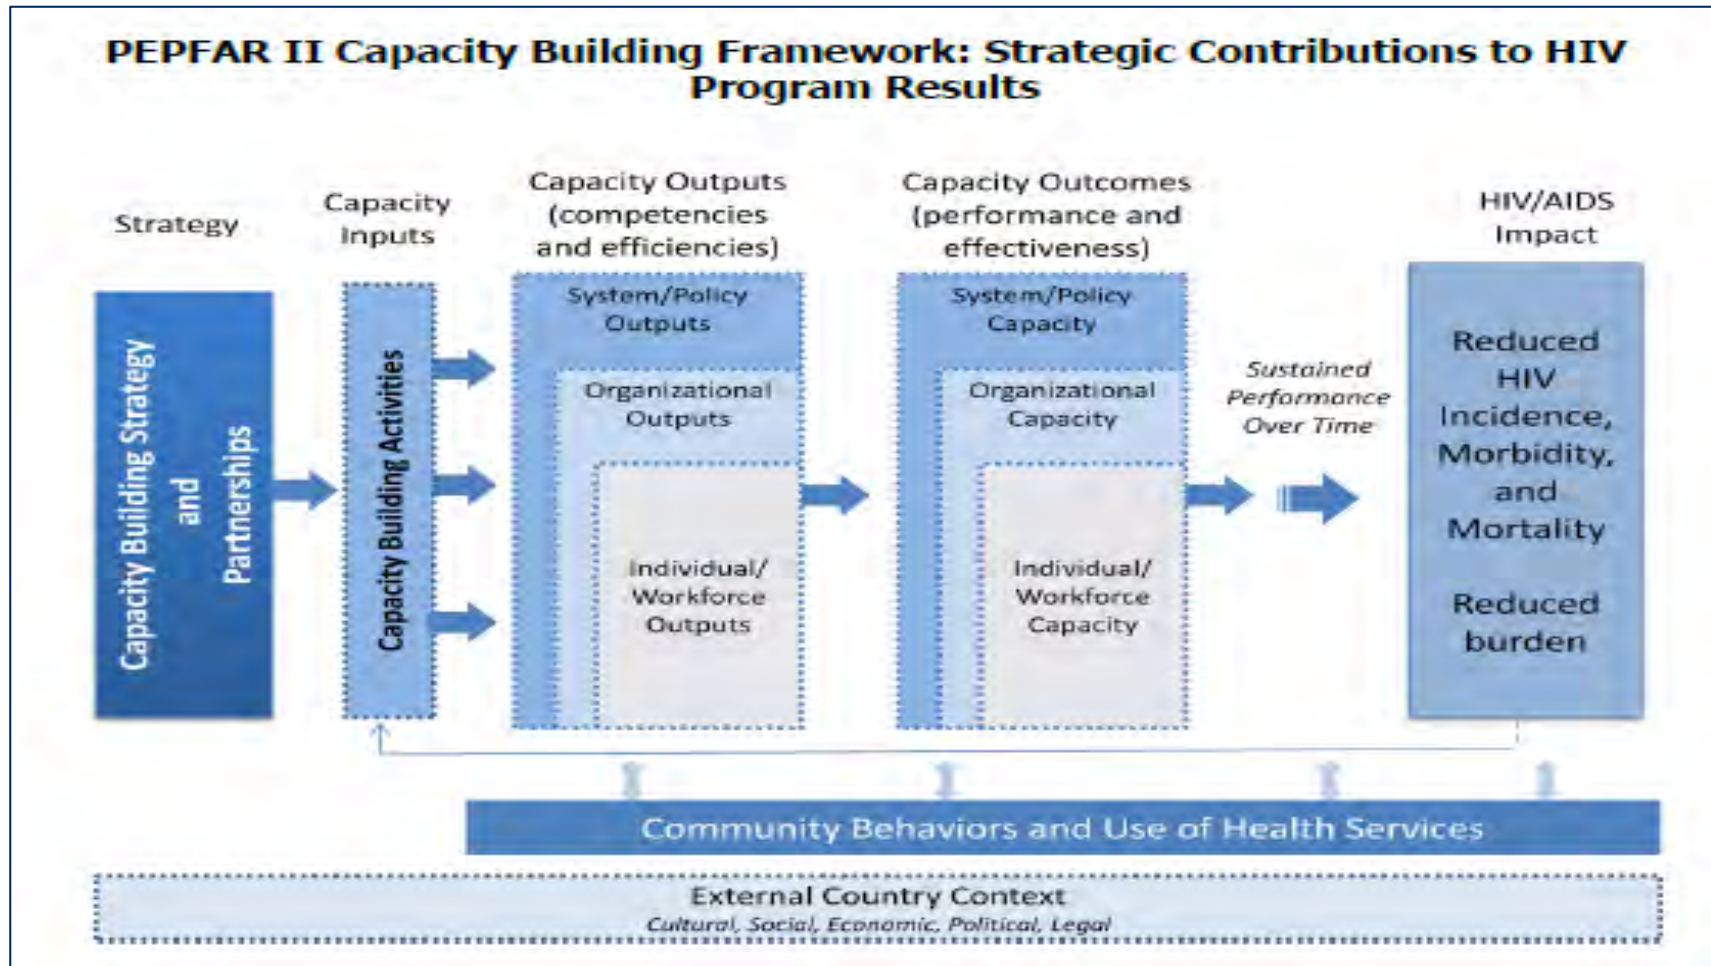 PEPFAR II Capacity Building Framework: Strategic Contributions to HIV
Program Results
Strategy
Capacity
Inputs
Capacity Outputs
(competencies
and efficiencies)
Capacity Outcomes
(performance and
effectiveness)
HIV/AIDS
Impact
Capacity Building Strategy
and
Partnerships
Capacity Building Activities
System/Policy
Outputs
Organizational
Outputs
Individual/
Workforce
Outputs
System/Policy
Capacity
Organizational
Capacity
Individual/
Workforce
Capacity
Sustained
Performance
Over Time
Reduced
HIV
Incidence,
Morbidity,
and
Mortality
Reduced
burden
Community Behaviors and Use of Health Services
External Country Context
Cultural, Social, Economic, Political, Legal